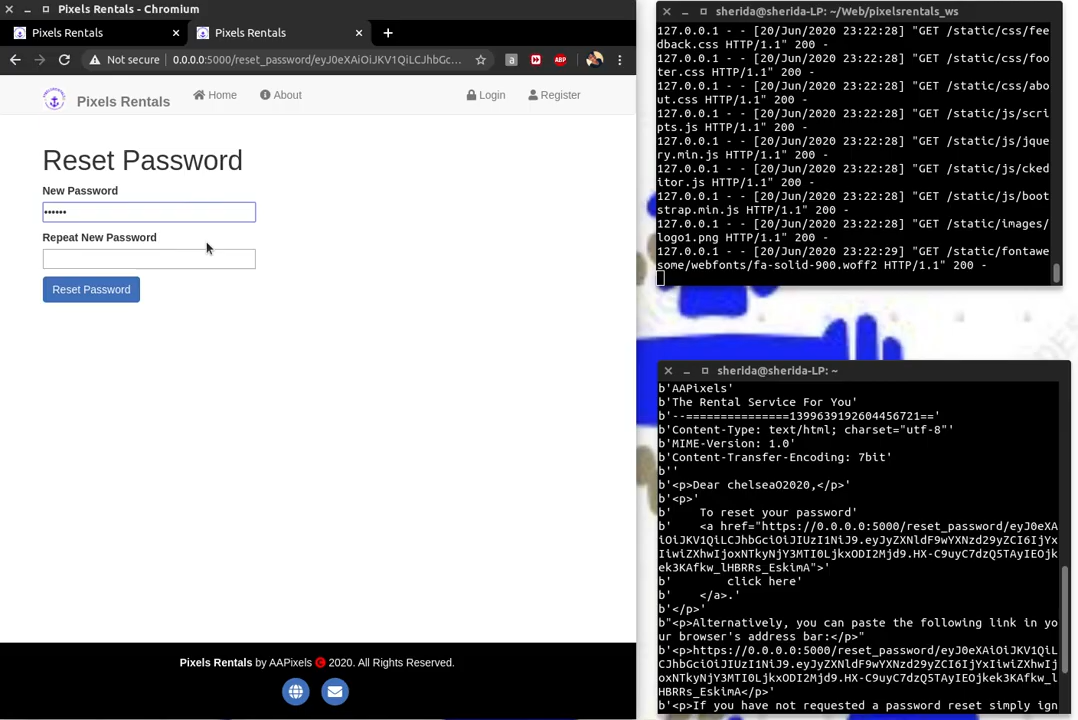 Pixels Rentals - Chromium
Pixels Rentals
Pixels Rentals
Not secure
0.0.0.0:5000/reset_password/eyJ0eXAiOiJKV1QiLCJhbGc...
a
ABP
Pixels Rentals
Home
About
Login
Register
Reset Password
New Password
••••••
Repeat New Password
Reset Password
Pixels Rentals by AAPixels © 2020. All Rights Reserved.
sherida@sherida-LP: ~/Web/pixelsrentals_ws
127.0.0.1 - - [20/Jun/2020 23:22:28] "GET /static/css/fee
dback.css HTTP/1.1" 200 -
127.0.0.1 - - [20/Jun/2020 23:22:28] "GET /static/css/foo
ter.css HTTP/1.1" 200 -
127.0.0.1 - - [20/Jun/2020 23:22:28] "GET /static/css/abo
ut.css HTTP/1.1" 200 -
127.0.0.1 - - [20/Jun/2020 23:22:28] "GET /static/js/scri
pts.js HTTP/1.1" 200 -
127.0.0.1 - - [20/Jun/2020 23:22:28] "GET /static/js/jque
ry.min.js HTTP/1.1" 200 -
127.0.0.1 - - [20/Jun/2020 23:22:28] "GET /static/js/cked
itor.js HTTP/1.1" 200 -
127.0.0.1 - - [20/Jun/2020 23:22:28] "GET /static/js/boot
strap.min.js HTTP/1.1" 200 -
127.0.0.1 - - [20/Jun/2020 23:22:28] "GET /static/images/
logo1.png HTTP/1.1" 200 -
127.0.0.1 - - [20/Jun/2020 23:22:29] "GET /static/fontawe
some/webfonts/fa-solid-900.woff2 HTTP/1.1" 200 -
sherida@sherida-LP: ~
b'AAPixels'
b'The Rental Service For You'
b'--===============1399639192604456721=='
b'Content-Type: text/html; charset="utf-8"'
b'MIME-Version: 1.0'
b'Content-Transfer-Encoding: 7bit'
b''
b'<p>Dear chelseaO2020,</p>'
b'<p>'
b'    To reset your password'
b'    <a href="https://0.0.0.0:5000/reset_password/eyJ0eXA
iOiJKV1QiLCJhbGciOiJIUzI1NiJ9.eyJyZXNldF9wYXNzd29yZCI6IjYx
IiwiZXhwIjoxNTkyNjY3MTI0LjkxODI2Mjd9.HX-C9uyC7dzQ5TAyIEOjk
ek3KAfkw_lHBRRs_EskimA">'
b'        click here'
b'    </a>.'
b'</p>'
b"<p>Alternatively, you can paste the following link in yo
ur browser's address bar:</p>"
b'<p>https://0.0.0.0:5000/reset_password/eyJ0eXAiOiJKV1QiL
CJhbGciOiJIUzI1NiJ9.eyJyZXNldF9wYXNzd29yZCI6IjYxIiwiZXhwIj
oxNTkyNjY3MTI0LjkxODI2Mjd9.HX-C9uyC7dzQ5TAyIEOjkek3KAfkw_l
HBRRs_EskimA</p>'
b'<p>If you have not requested a password reset simply ign